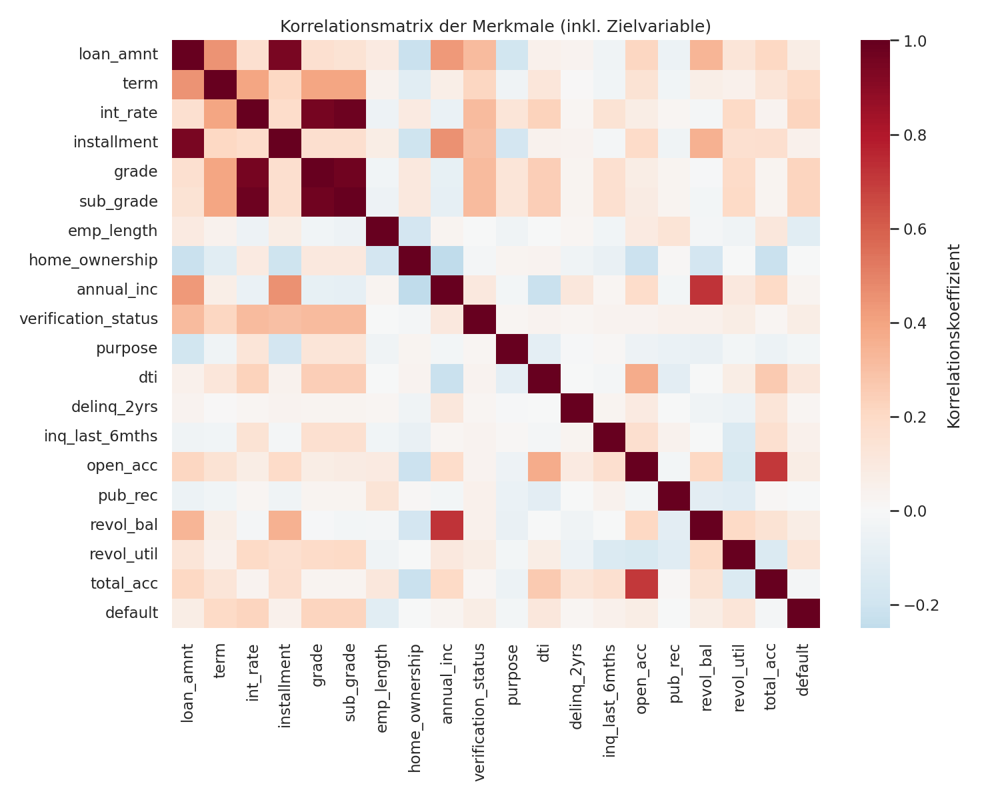 Korrelationsmatrix der Merkmale (inkl. Zielvariable)
loan_amnt
term
int_rate
installment
grade
sub_grade
emp_length
home_ownership
annual_inc
verification_status
purpose
dti
delinq_2yrs
inq_last_6mths
open_acc
pub_rec
revol_bal
revol_util
total_acc
default
loan_amnt
term
int_rate
installment
grade
sub_grade
emp_length
home_ownership
annual_inc
verification_status
purpose
dti
delinq_2yrs
inq_last_6mths
open_acc
pub_rec
revol_bal
revol_util
total_acc
default
1.0
0.8
0.6
0.4
0.2
0.0
−0.2
Korrelationskoeffizient